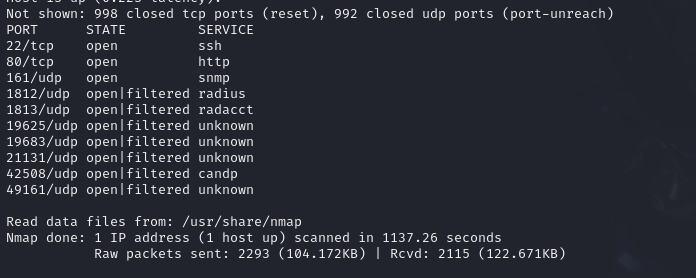 Host is up (0.225 latency).
Not shown: 998 closed tcp ports (reset), 992 closed udp ports (port-unreach)
PORT STATE SERVICE
22/tcp open ssh
80/tcp open http
161/udp open snmp
1812/udp open|filtered radius
1813/udp open|filtered radacct
19625/udp open|filtered unknown
19683/udp open|filtered unknown
21131/udp open|filtered unknown
42508/udp open|filtered candp
49161/udp open|filtered unknown
Read data files from: /usr/share/nmap
Nmap done: 1 IP address (1 host up) scanned in 1137.26 seconds
Raw packets sent: 2293 (104.172KB) | Rcvd: 2115 (122.671KB)